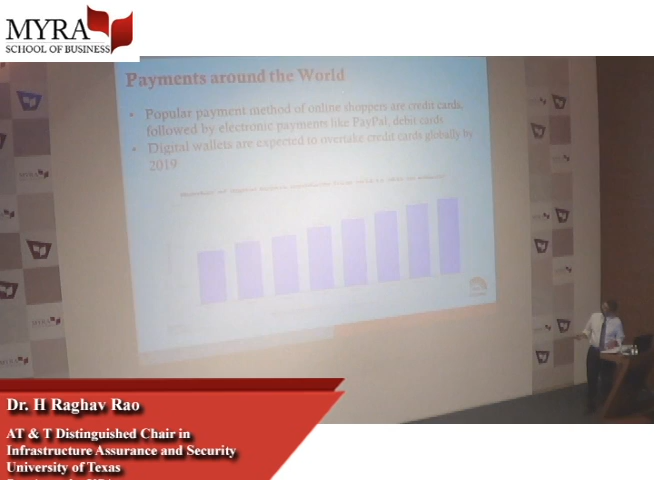 MYRA
SCHOOL OF BUSINESS
Payments around the World
• Popular payment method of online shoppers are credit cards,
followed by electronic payments like PayPal, debit cards
• Digital wallets are expected to overtake credit cards globally by
2019
MYRA
MYRA
Dr. H Raghav Rao
AT & T Distinguished Chair in
Infrastructure Assurance and Security
University of Texas